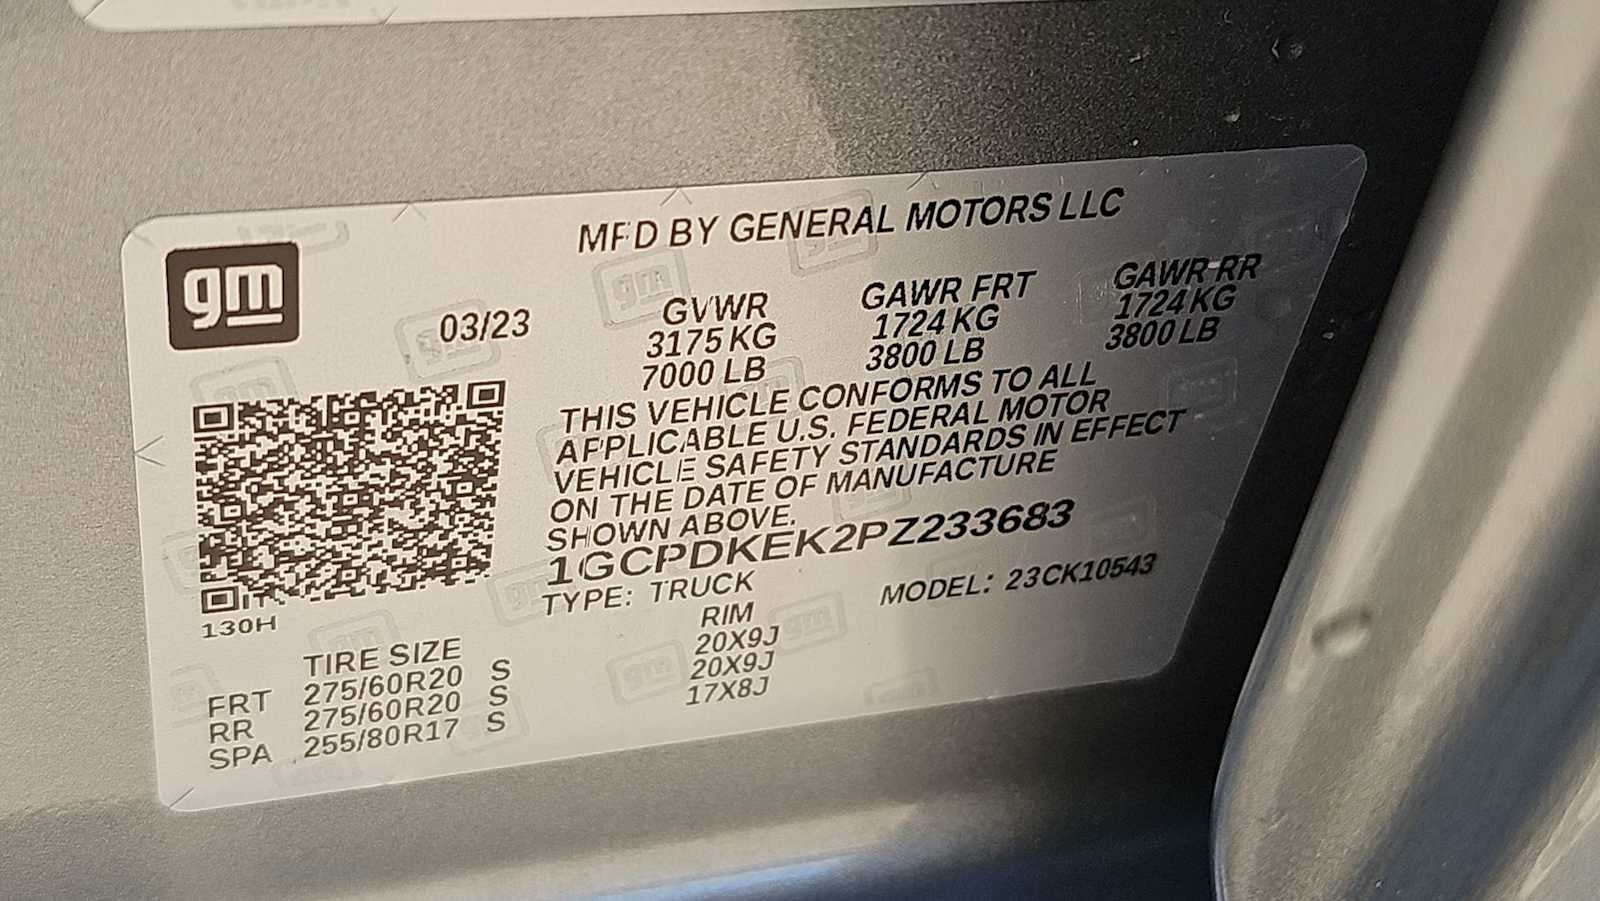 gm
MFD BY GENERAL MOTORS LLC
03/23
GVWR GAWR FRT GAWR RR
3175 KG 1724 KG 1724 KG
7000 LB 3800 LB 3800 LB
THIS VEHICLE CONFORMS TO ALL
APPLICABLE U.S. FEDERAL MOTOR
VEHICLE SAFETY STANDARDS IN EFFECT
ON THE DATE OF MANUFACTURE
SHOWN ABOVE.
1GCPDKEK2PZ233683
TYPE: TRUCK MODEL: 23CK10543
130H
TIRE SIZE RIM
FRT 275/60R20 S 20X9J
RR 275/60R20 S 20X9J
SPA 255/80R17 S 17X8J